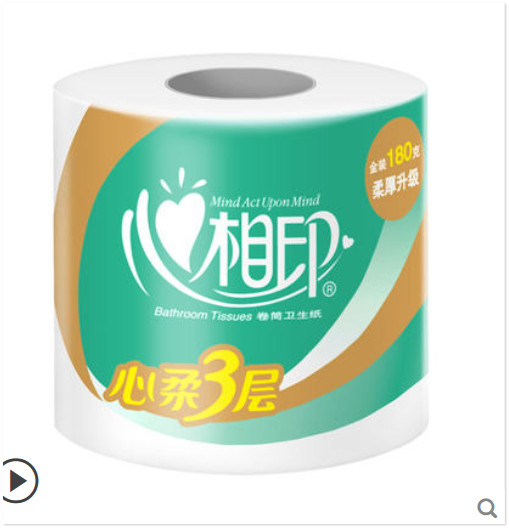 金装180克
柔厚升级
Mind Act Upon Mind
心相印®
Bathroom Tissues 卷筒卫生纸
心柔3层